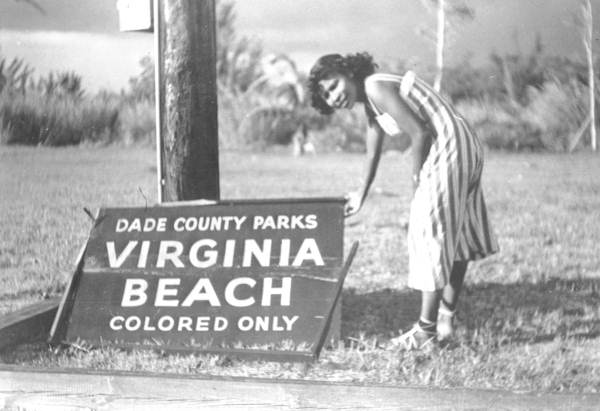 DADE COUNTY PARKS
VIRGINIA
BEACH
COLORED ONLY